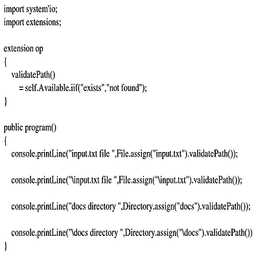 import system'io;
import extensions;
extension op
{
validatePath()
= self.Available.iif("exists","not found");
}
public program()
{
console.printLine("input.txt file ",File.assign("input.txt").validatePath());
console.printLine("\input.txt file ",File.assign("\input.txt").validatePath());
console.printLine("docs directory ",Directory.assign("docs").validatePath());
console.printLine("\docs directory ",Directory.assign("\docs").validatePath())
}